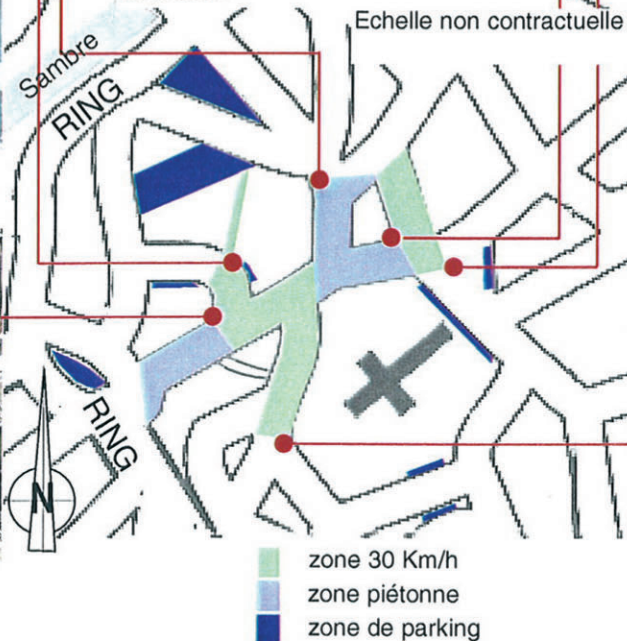 Echelle non contractuelle
Sambre
RING
RING
N
zone 30 Km/h
zone piétonne
zone de parking